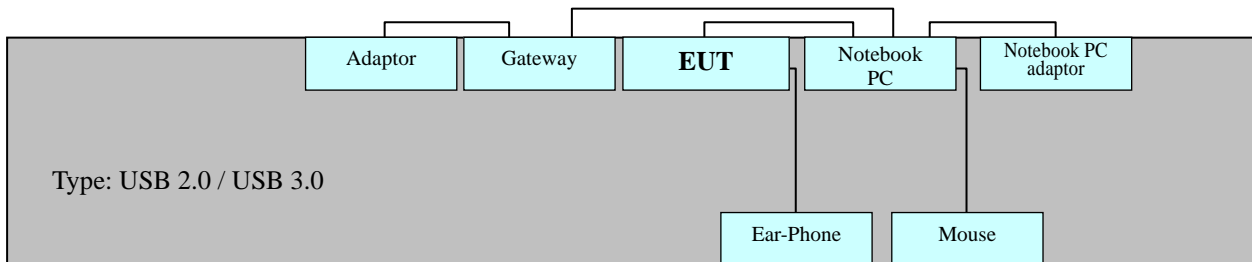 Adaptor
Gateway
EUT
Notebook
PC
Notebook PC
adaptor
Type: USB 2.0 / USB 3.0
Ear-Phone
Mouse